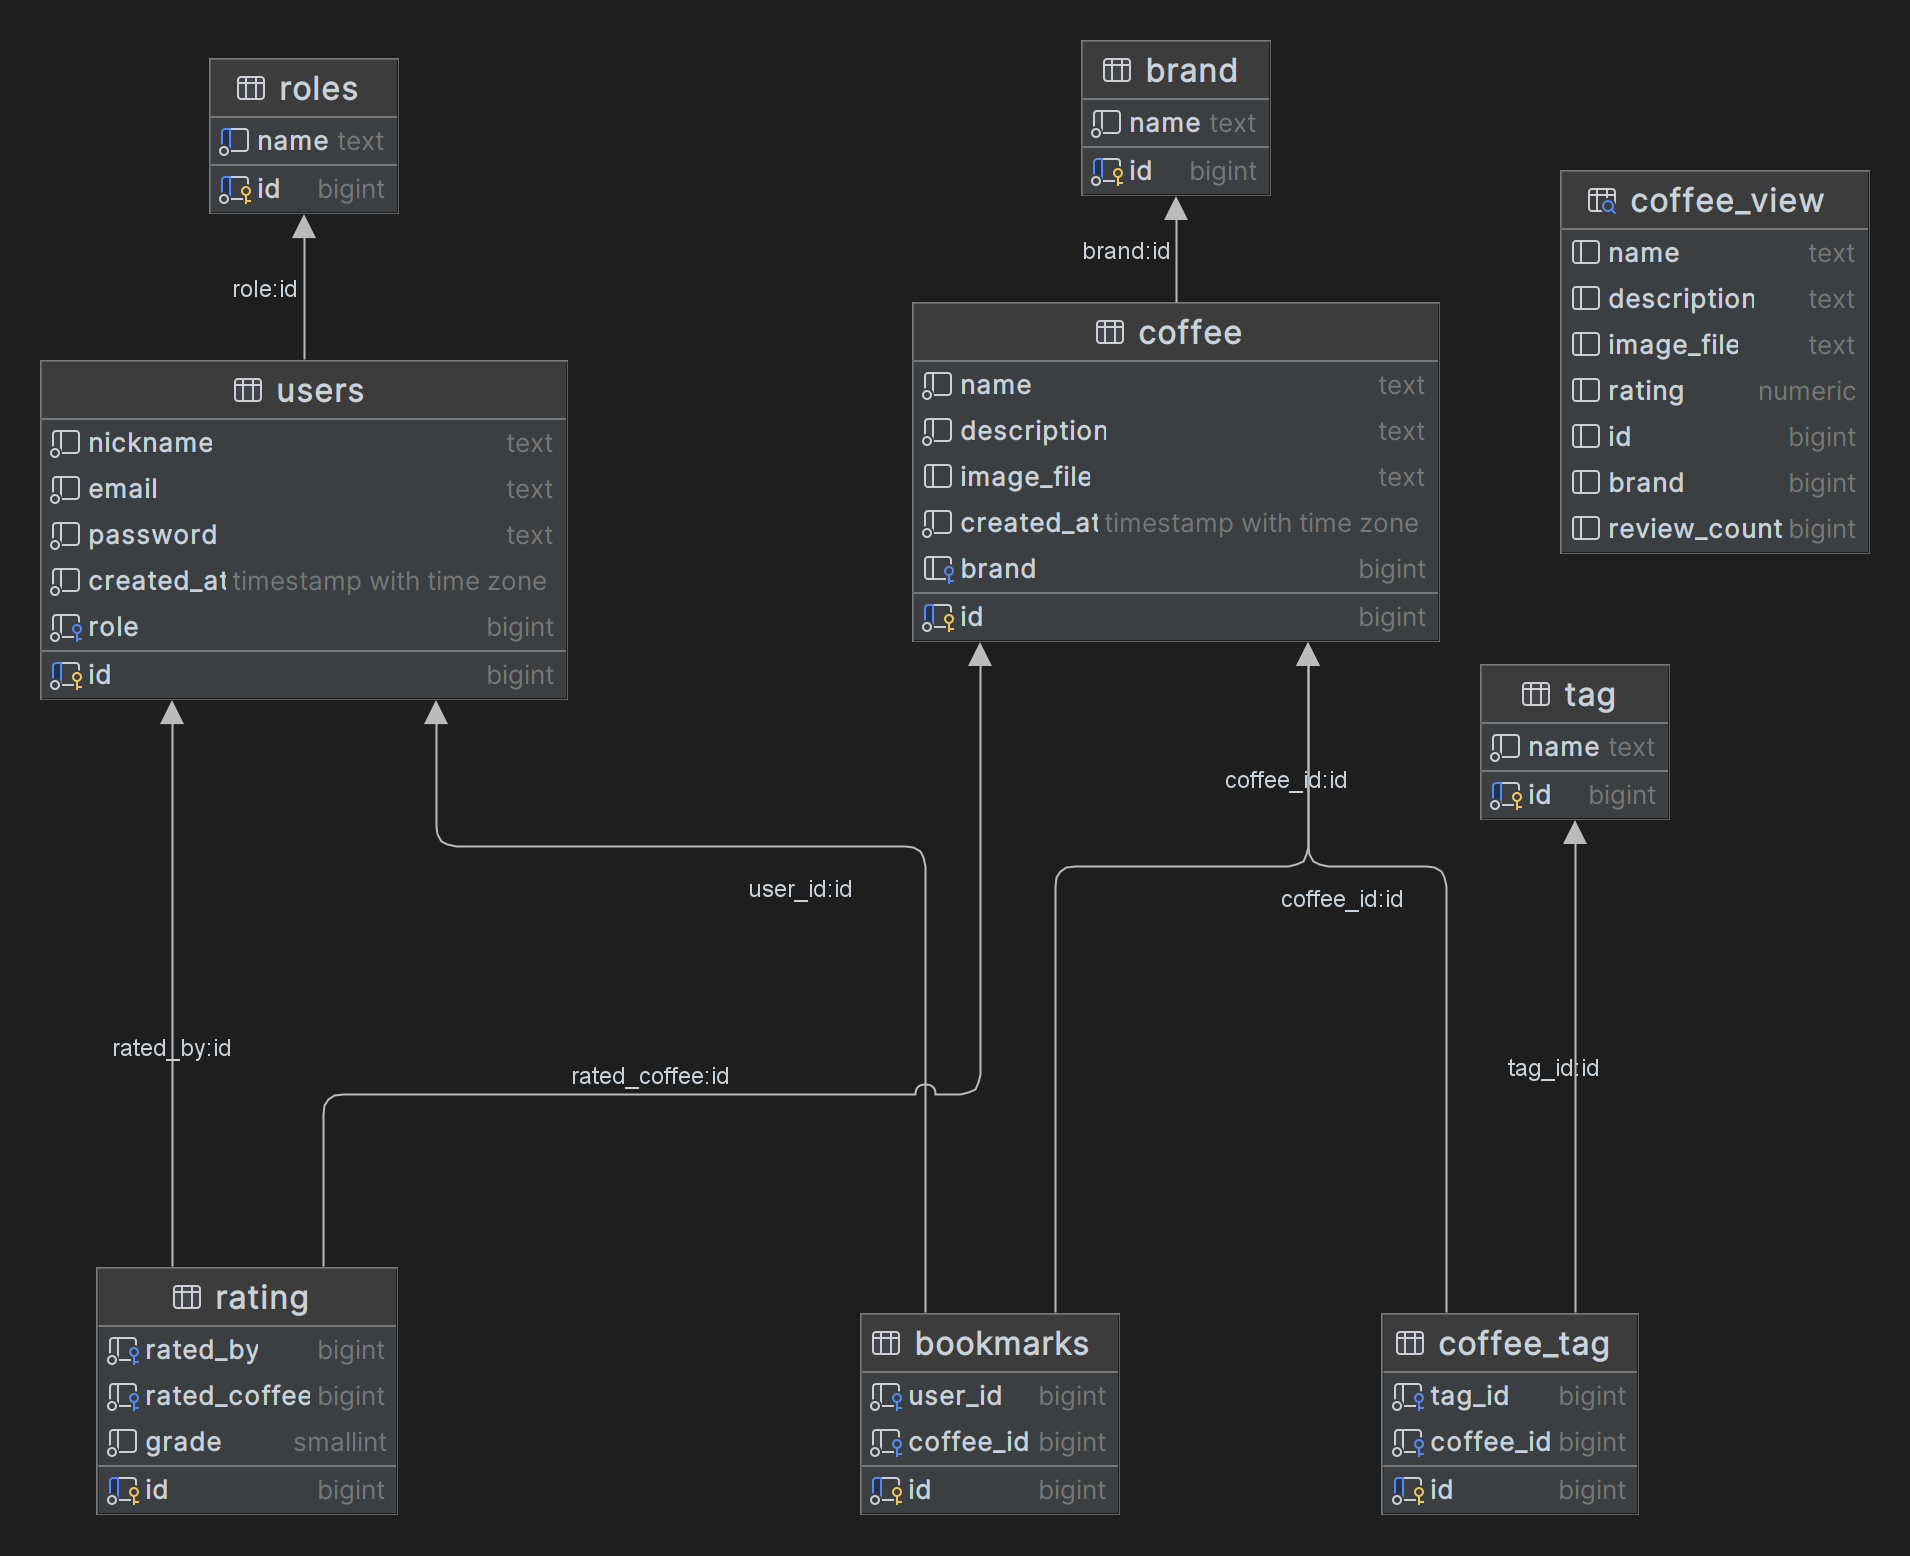 roles
name text
id bigint
brand
name text
id bigint
coffee_view
name text
description text
image_file text
rating numeric
id bigint
brand bigint
review_count bigint
brand:id
role:id
coffee
name text
description text
image_file text
created_at timestamp with time zone
brand bigint
id bigint
users
nickname text
email text
password text
created_at timestamp with time zone
role bigint
id bigint
tag
name text
id bigint
coffee_id:id
user_id:id
coffee_id:id
rated_by:id
rated_coffee:id
tag_id:id
rating
rated_by bigint
rated_coffee bigint
grade smallint
id bigint
bookmarks
user_id bigint
coffee_id bigint
id bigint
coffee_tag
tag_id bigint
coffee_id bigint
id bigint